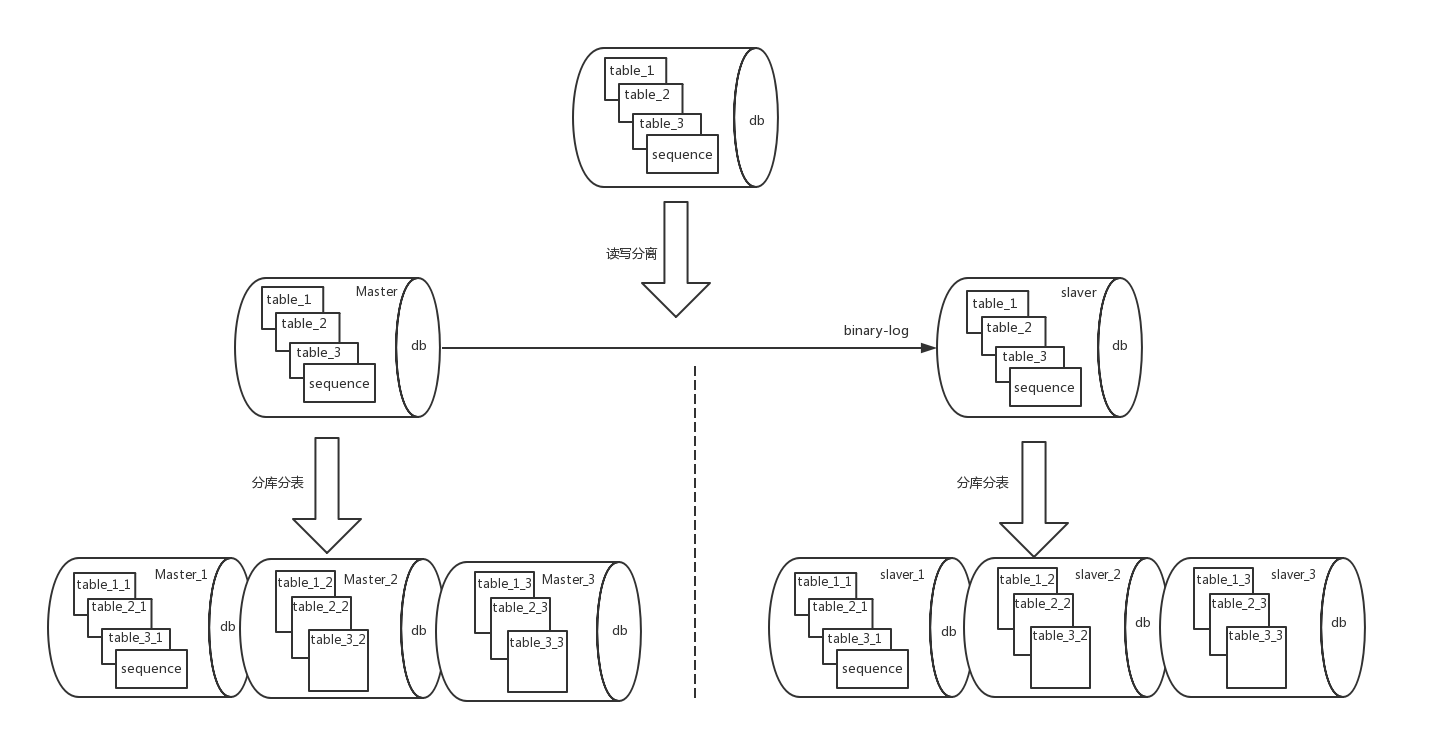 table_1
table_2
table_3
sequence
db
读写分离
Master
table_1
table_2
table_3
sequence
db
binary-log
slaver
table_1
table_2
table_3
sequence
db
分库分表
分库分表
Master_1
table_1_1
table_2_1
table_3_1
sequence
db
Master_2
table_1_2
table_2_2
table_3_2
db
Master_3
table_1_3
table_2_3
table_3_3
db
slaver_1
table_1_1
table_2_1
table_3_1
sequence
db
slaver_2
table_1_2
table_2_2
table_3_2
db
slaver_3
table_1_3
table_2_3
table_3_3
db